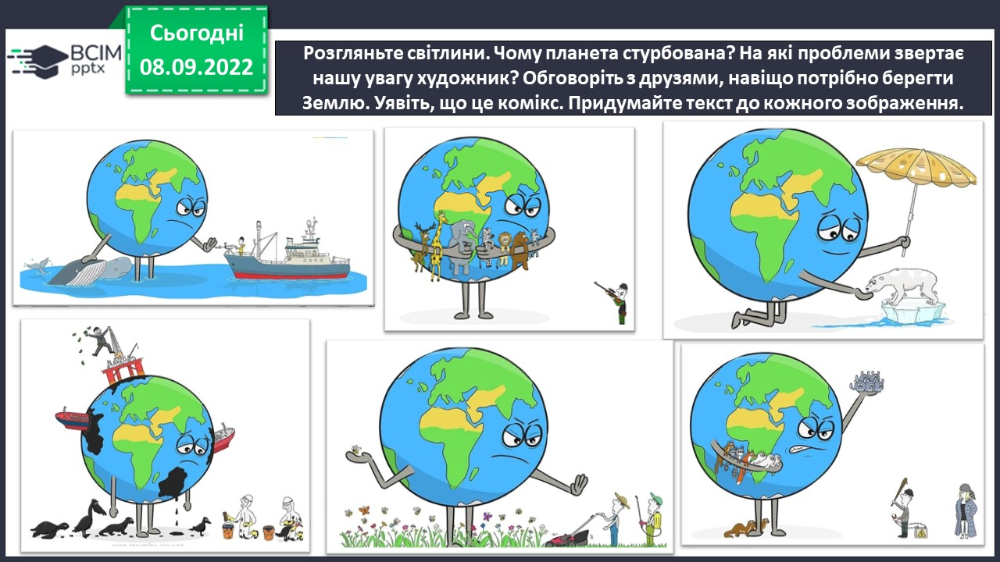 Сьогодні
08.09.2022
BCIM
pptx
Розгляньте світлини. Чому планета стурбована? На які проблеми звертає
нашу увагу художник? Обговоріть з друзями, навіщо потрібно берегти
Землю. Уявіть, що це комікс. Придумайте текст до кожного зображення.